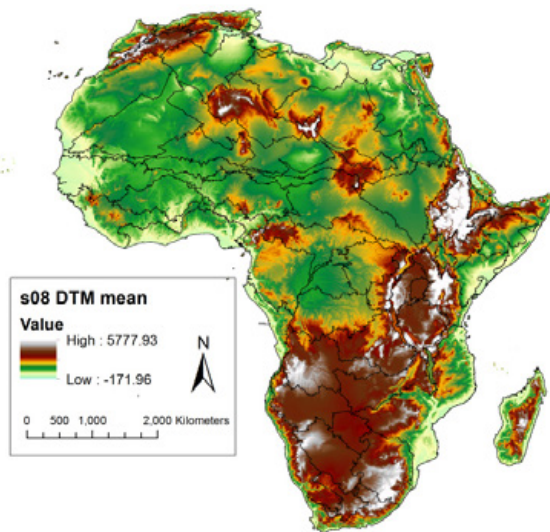 s08 DTM mean
Value
High : 5777.93
Low : -171.96
N
0 500 1,000 2,000 Kilometers